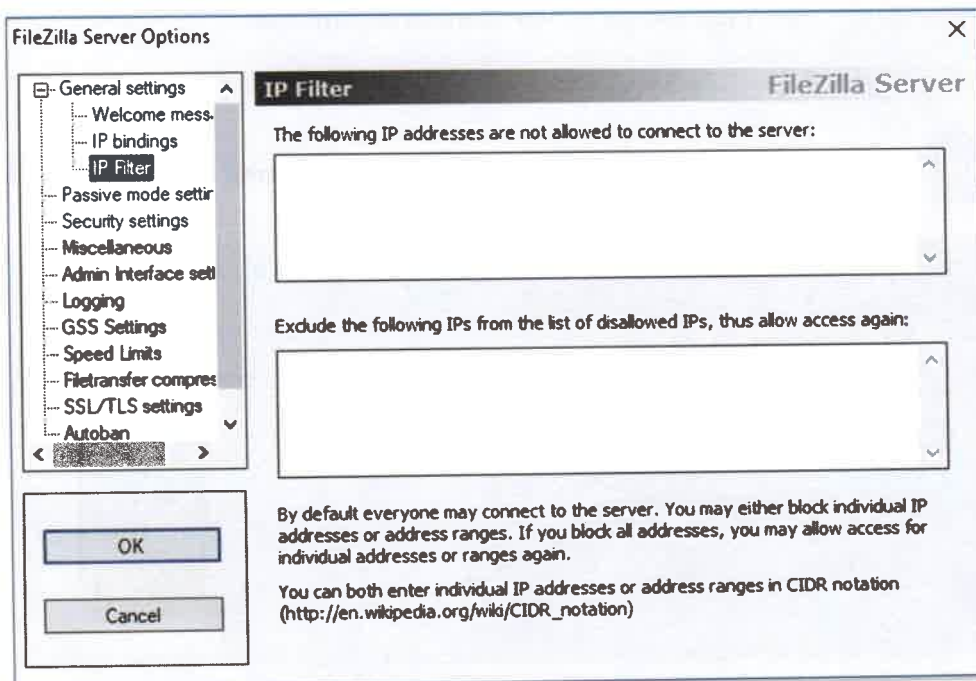 FileZilla Server Options
General settings
Welcome mess.
IP bindings
IP Filter
Passive mode settir
Security settings
Miscellaneous
Admin Interface sett
Logging
GSS Settings
Speed Limits
Filetransfer compres
SSL/TLS settings
Autoban
OK
Cancel
IP Filter
FileZilla Server
The following IP addresses are not allowed to connect to the server:
Exclude the following IPs from the list of disallowed IPs, thus allow access again:
By default everyone may connect to the server. You may either block individual IP
addresses or address ranges. If you block all addresses, you may allow access for
individual addresses or ranges again.
You can both enter individual IP addresses or address ranges in CIDR notation
(http://en.wikipedia.org/wiki/CIDR_notation)